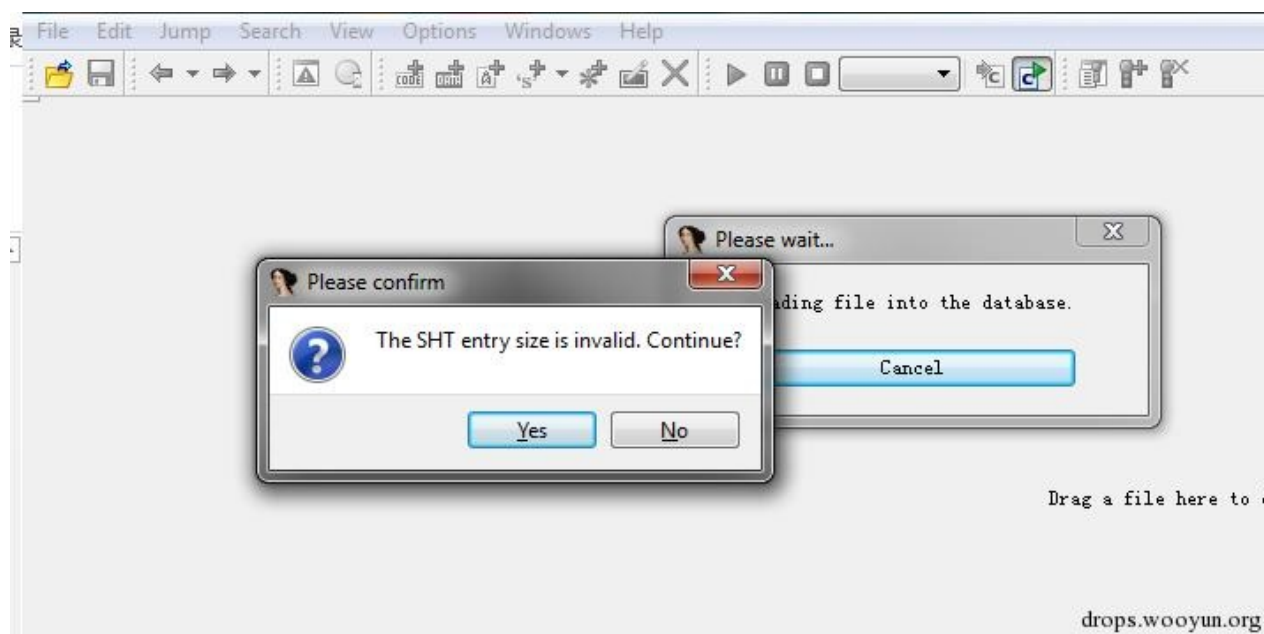 File Edit Jump Search View Options Windows Help
Please wait...
Please confirm
file into the database.
The SHT entry size is invalid. Continue?
Cancel
Yes No
Drag a file here to
drops.wooyun.org